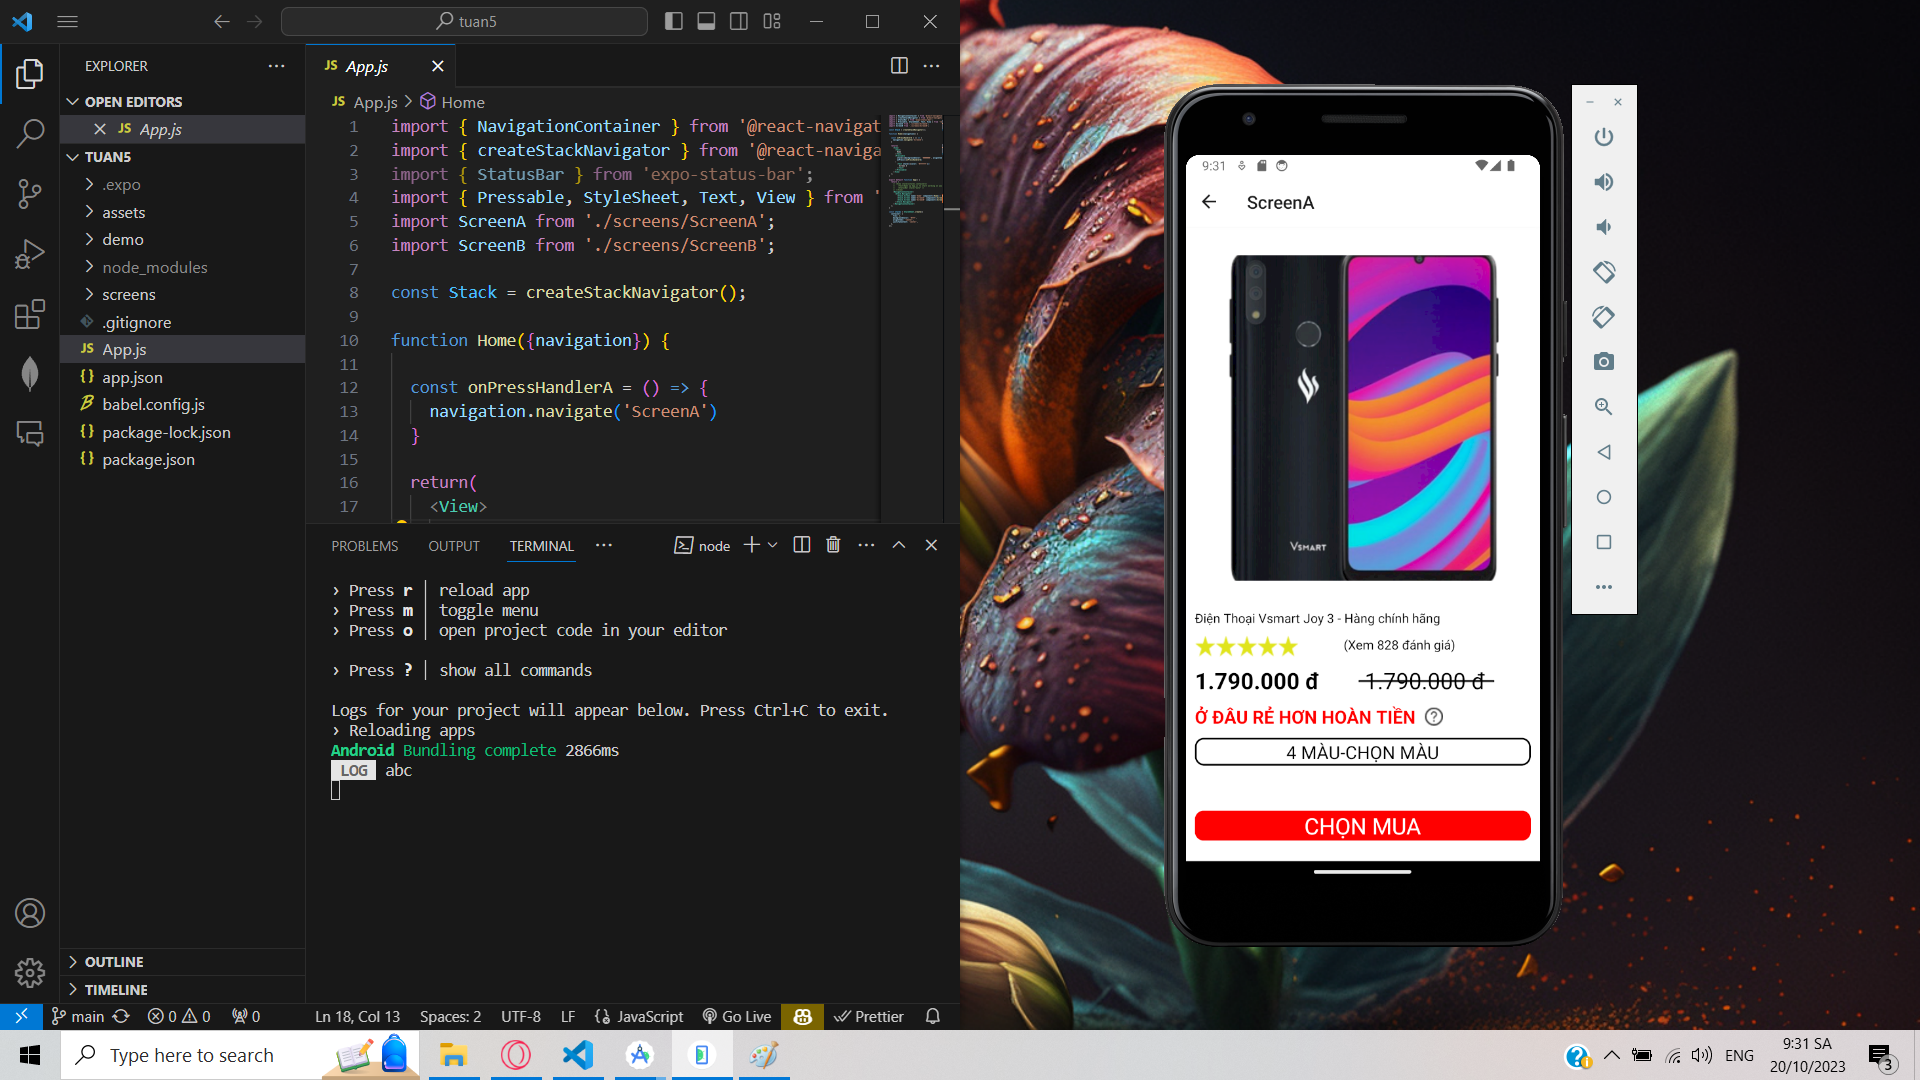 tuan5
EXPLORER
OPEN EDITORS
JS App.js
TUAN5
.expo
assets
demo
node_modules
screens
.gitignore
JS App.js
{} app.json
babel.config.js
{} package-lock.json
{} package.json
OUTLINE
TIMELINE
JS App.js
JS App.js > Home
1 import { NavigationContainer } from '@react-navigat
2 import { createStackNavigator } from '@react-naviga
3 import { StatusBar } from 'expo-status-bar';
4 import { Pressable, StyleSheet, Text, View } from '
5 import ScreenA from './screens/ScreenA';
6 import ScreenB from './screens/ScreenB';
7
8 const Stack = createStackNavigator();
9
10 function Home({navigation}) {
11
12 const onPressHandlerA = () => {
13 navigation.navigate('ScreenA')
14 }
15
16 return(
17 <View>
PROBLEMS OUTPUT TERMINAL ··· node
› Press r │ reload app
› Press m │ toggle menu
› Press o │ open project code in your editor
› Press ? │ show all commands
Logs for your project will appear below. Press Ctrl+C to exit.
› Reloading apps
Android Bundling complete 2866ms
LOG abc
main 0 0 0 Ln 18, Col 13 Spaces: 2 UTF-8 LF {} JavaScript Go Live Prettier
9:31
ScreenA
VSMART
Điện Thoại Vsmart Joy 3 - Hàng chính hãng
(Xem 828 đánh giá)
1.790.000 đ 1.790.000 đ
Ở ĐÂU RẺ HƠN HOÀN TIỀN ?
4 MÀU-CHỌN MÀU
CHỌN MUA
Type here to search
ENG
9:31 SA
20/10/2023
3